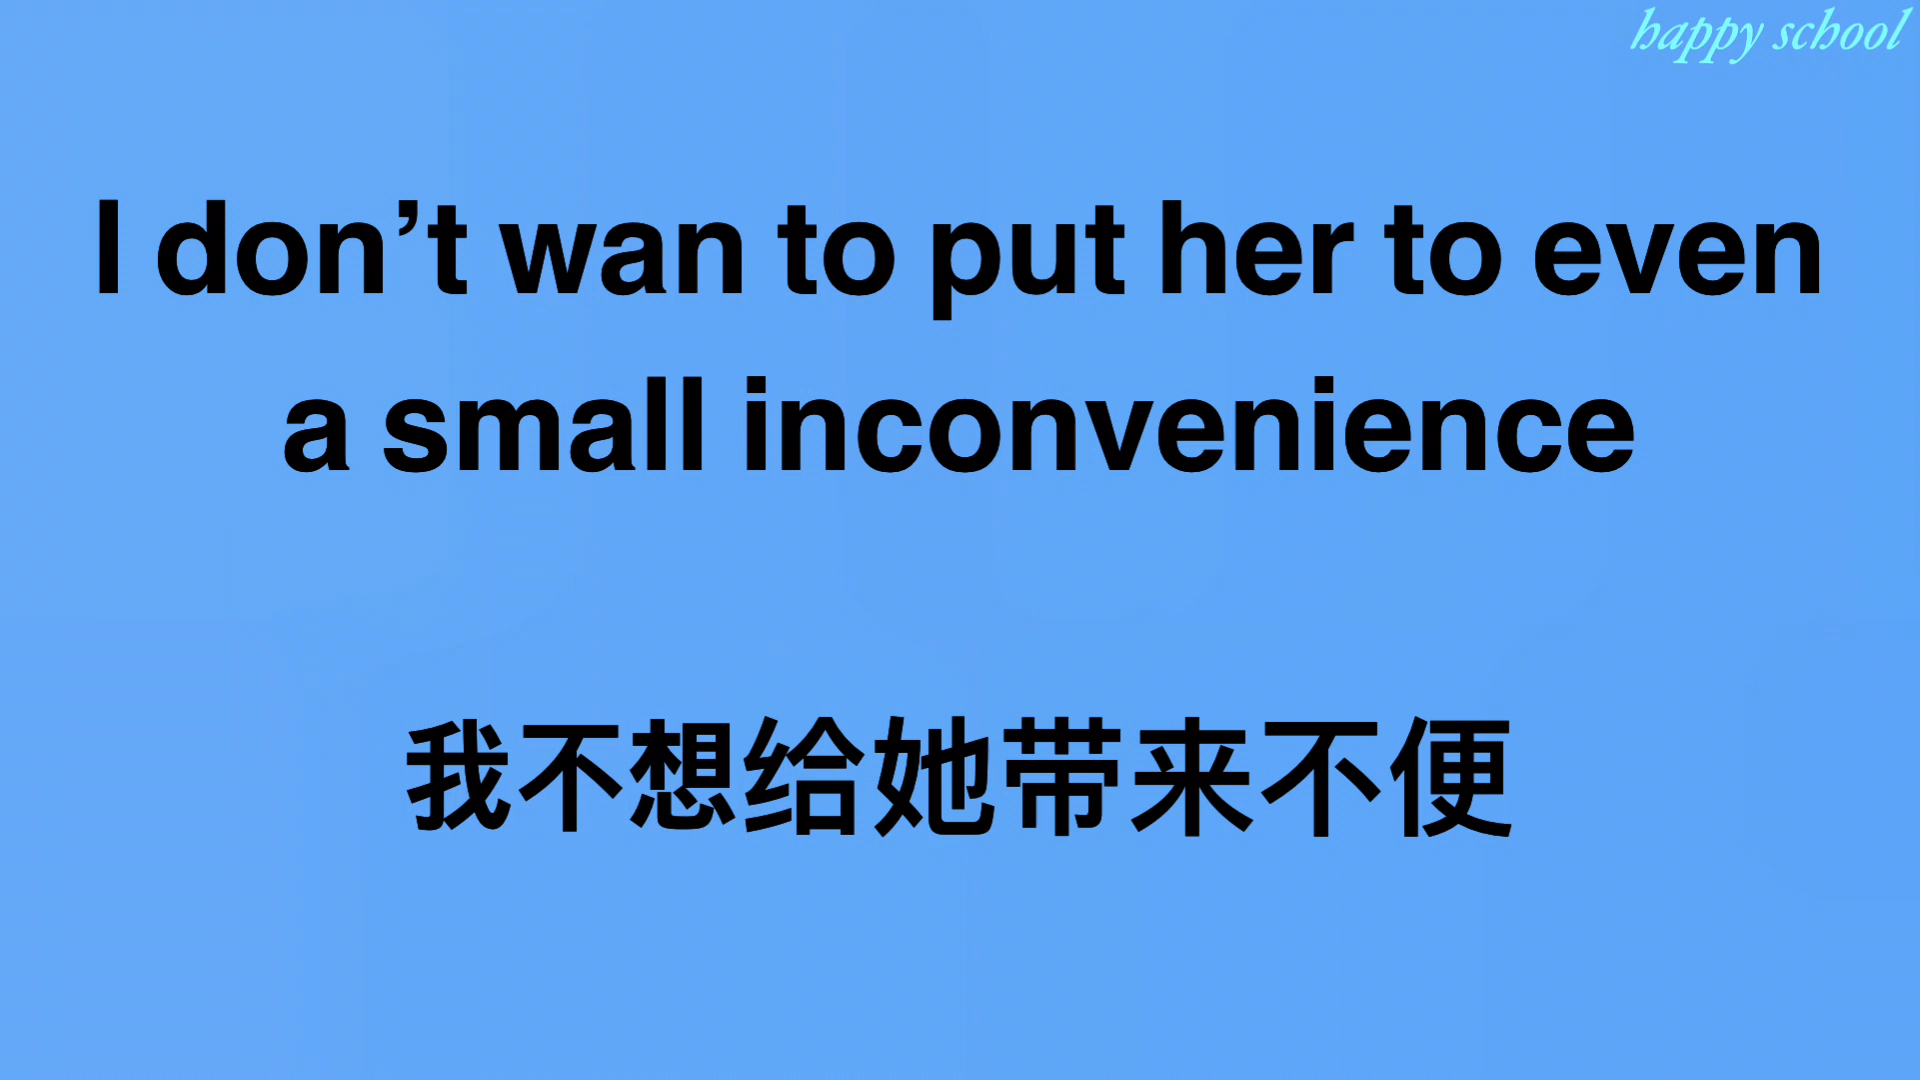 happy school
I don’t wan to put her to even
a small inconvenience
我不想给她带来不便